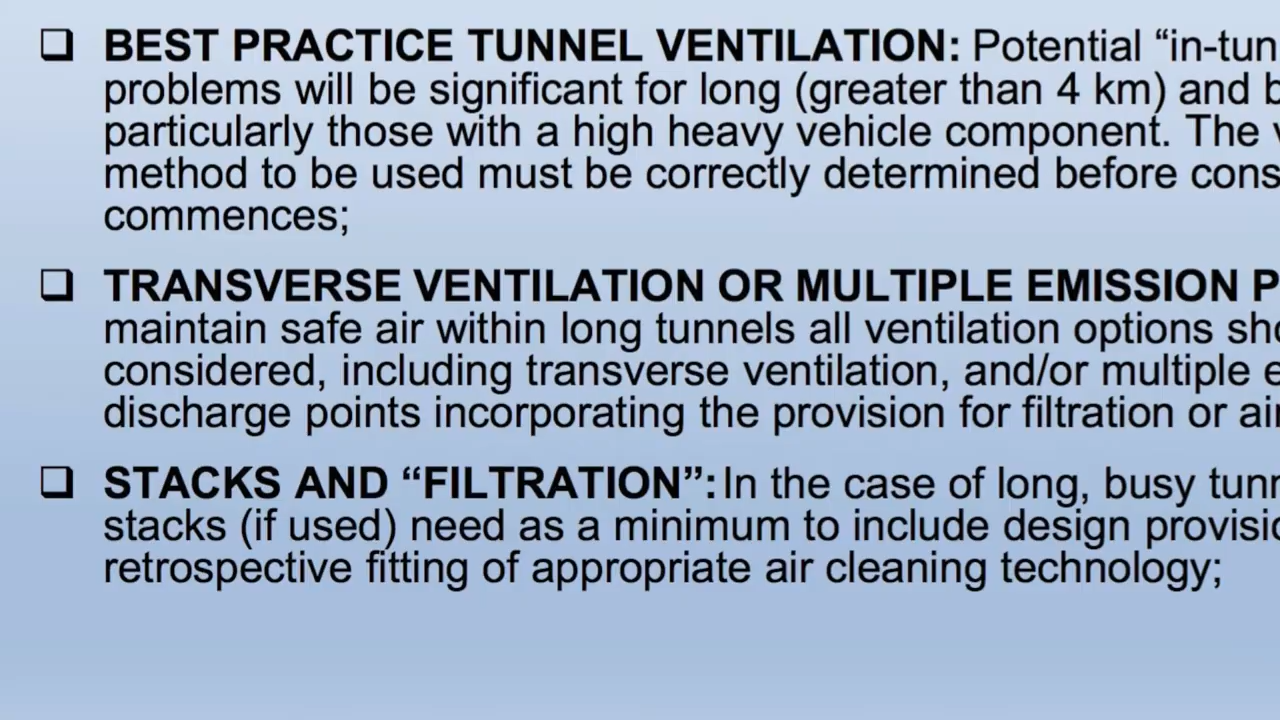 ❑ BEST PRACTICE TUNNEL VENTILATION: Potential “in-tun
problems will be significant for long (greater than 4 km) and b
particularly those with a high heavy vehicle component. The v
method to be used must be correctly determined before cons
commences;
❑ TRANSVERSE VENTILATION OR MULTIPLE EMISSION P
maintain safe air within long tunnels all ventilation options sho
considered, including transverse ventilation, and/or multiple e
discharge points incorporating the provision for filtration or air
❑ STACKS AND “FILTRATION”: In the case of long, busy tunn
stacks (if used) need as a minimum to include design provisio
retrospective fitting of appropriate air cleaning technology;